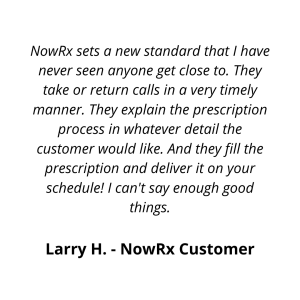 NowRx sets a new standard that I have
never seen anyone get close to. They
take or return calls in a very timely
manner. They explain the prescription
process in whatever detail the
customer would like. And they fill the
prescription and deliver it on your
schedule! I can't say enough good
things.
Larry H. - NowRx Customer